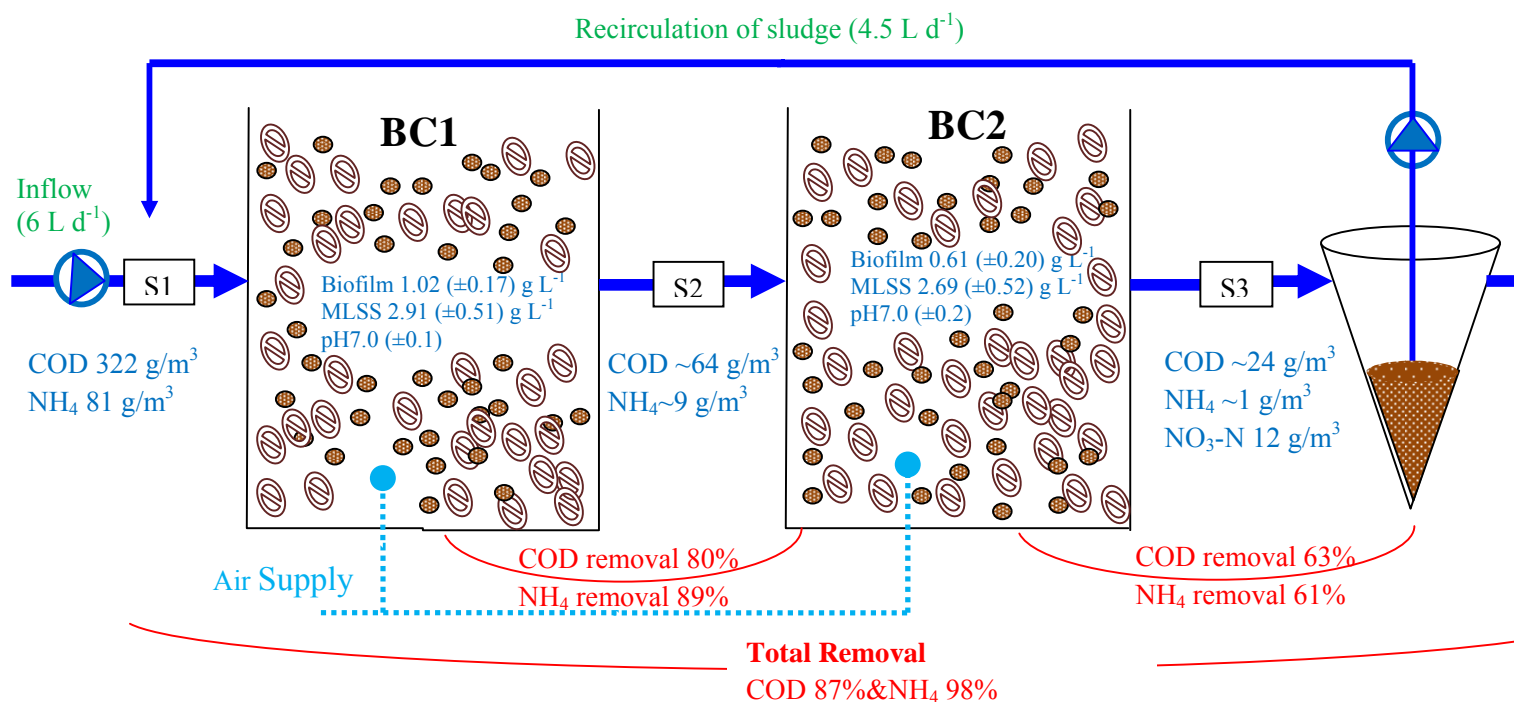 Recirculation of sludge (4.5 L d⁻¹)
BC1
BC2
Inflow
(6 L d⁻¹)
S1
S2
S3
Biofilm 1.02 (±0.17) g L⁻¹
MLSS 2.91 (±0.51) g L⁻¹
pH7.0 (±0.1)
Biofilm 0.61 (±0.20) g L⁻¹
MLSS 2.69 (±0.52) g L⁻¹
pH7.0 (±0.2)
COD 322 g/m³
NH₄ 81 g/m³
COD ~64 g/m³
NH₄~9 g/m³
COD ~24 g/m³
NH₄ ~1 g/m³
NO₃-N 12 g/m³
Air Supply
COD removal 80%
NH₄ removal 89%
COD removal 63%
NH₄ removal 61%
Total Removal
COD 87%&NH₄ 98%